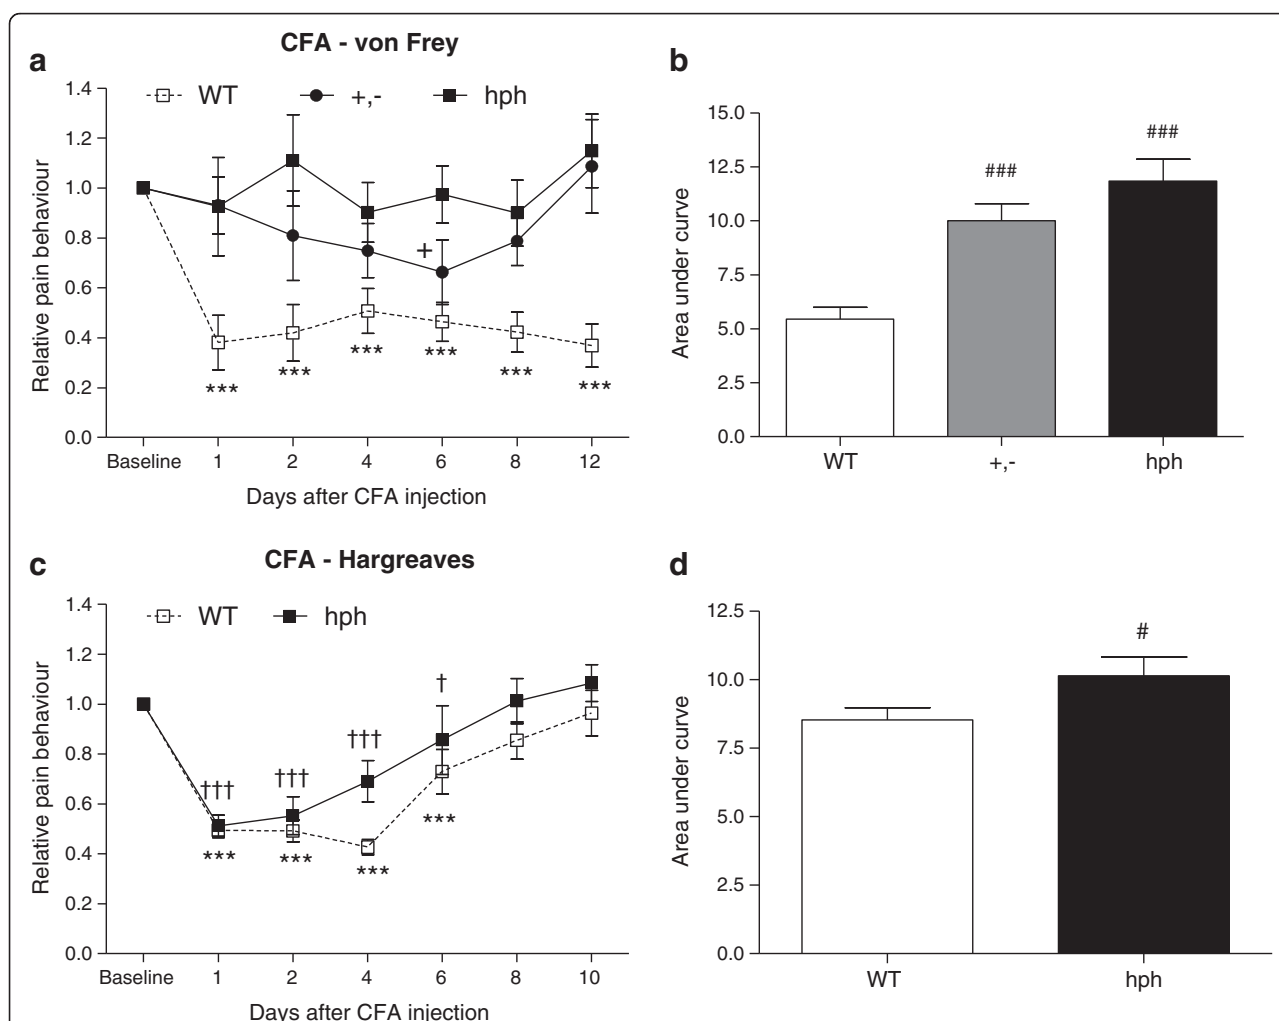 a
CFA - von Frey
WT +,- hph
1.4
1.2
1.0
0.8
0.6
0.4
0.2
0.0
Relative pain behaviour
+
*** *** *** *** *** ***
Baseline 1 2 4 6 8 12
Days after CFA injection
b
15.0
12.5
10.0
7.5
5.0
2.5
0.0
Area under curve
### ###
WT +,- hph
c
CFA - Hargreaves
WT hph
1.4
1.2
1.0
0.8
0.6
0.4
0.2
0.0
Relative pain behaviour
††† ††† ††† †
*** *** *** ***
Baseline 1 2 4 6 8 10
Days after CFA injection
d
12.5
10.0
7.5
5.0
2.5
0.0
Area under curve
#
WT hph